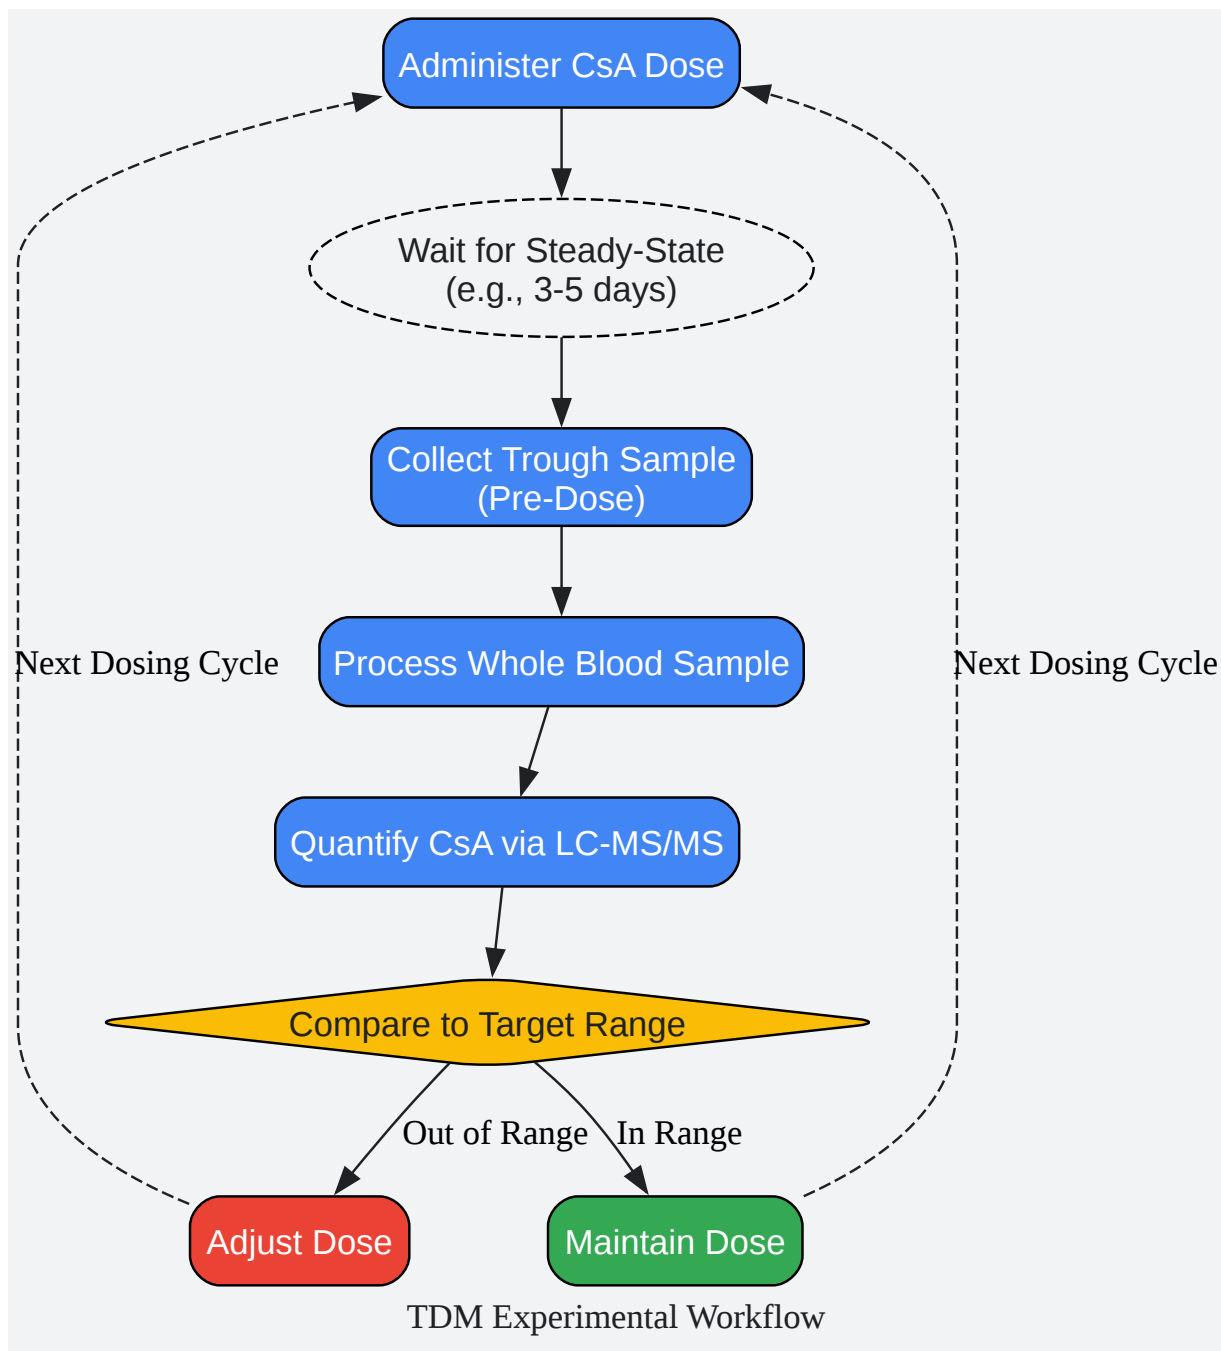 Administer CsA Dose
Wait for Steady-State
(e.g., 3-5 days)
Collect Trough Sample
(Pre-Dose)
Next Dosing Cycle
Process Whole Blood Sample
Next Dosing Cycle
Quantify CsA via LC-MS/MS
Compare to Target Range
Out of Range
In Range
Adjust Dose
Maintain Dose
TDM Experimental Workflow